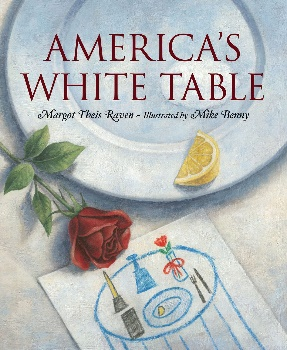 AMERICA'S
WHITE TABLE
Margot Theis Raven - Illustrated by Mike Benny